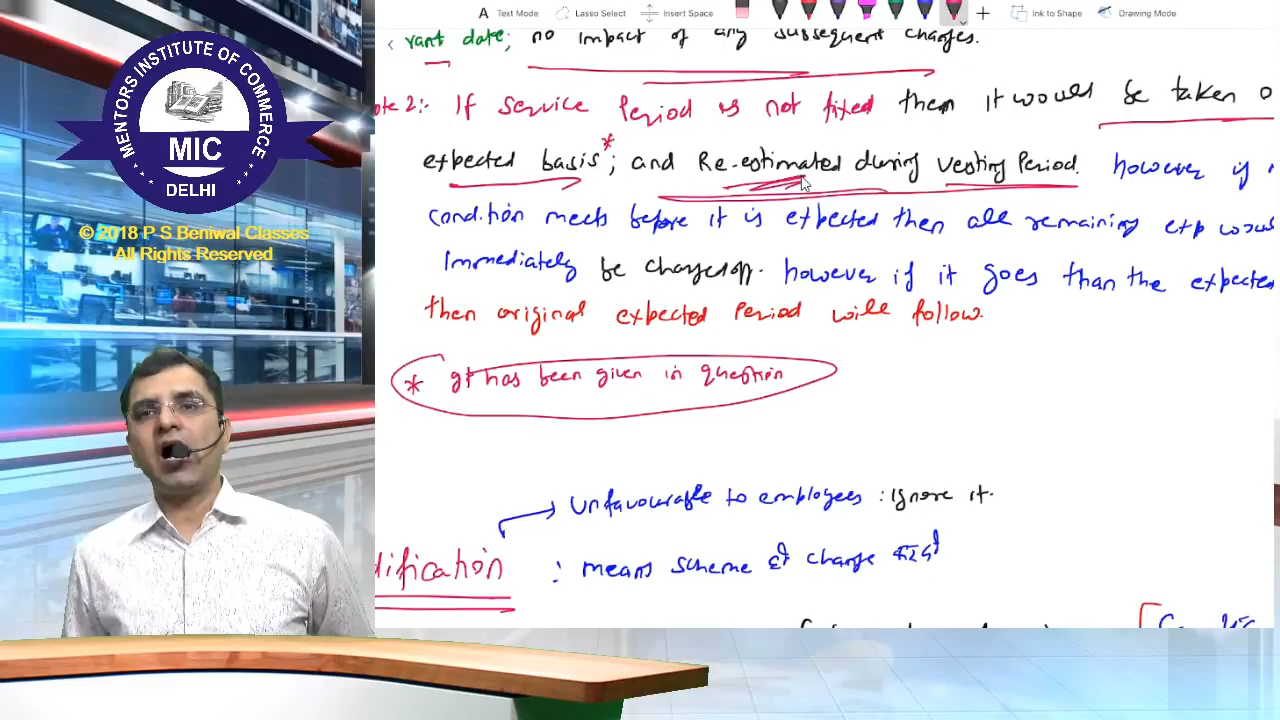 Text Mode
Lasso Select
Insert Space
Ink to Shape
Drawing Mode
MENTORS INSTITUTE OF COMMERCE
MIC
DELHI
© 2018 P S Beniwal Classes
All Rights Reserved
rant date; no impact of any subsequent changes.
ote 2:- If service Period is not fixed then it would be taken o
expected basis*; and Re-estimated during vesting Period. however if
condition meets before it is expected then all remaining exp woul
Immediately be charged off. however if it goes than the expected
then original expected Period will follow.
* It has been given in question
Unfavourable to employees : ignore it.
dification : means scheme को change करना